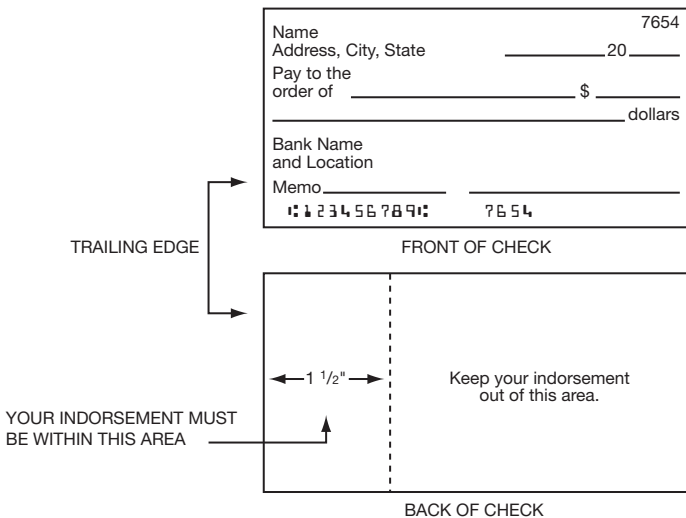 7654
Name
Address, City, State 20
Pay to the
order of $
dollars
Bank Name
and Location
Memo
⑆123456789⑆ 7654
TRAILING EDGE
FRONT OF CHECK
1 1/2"
Keep your indorsement
out of this area.
YOUR INDORSEMENT MUST
BE WITHIN THIS AREA
BACK OF CHECK